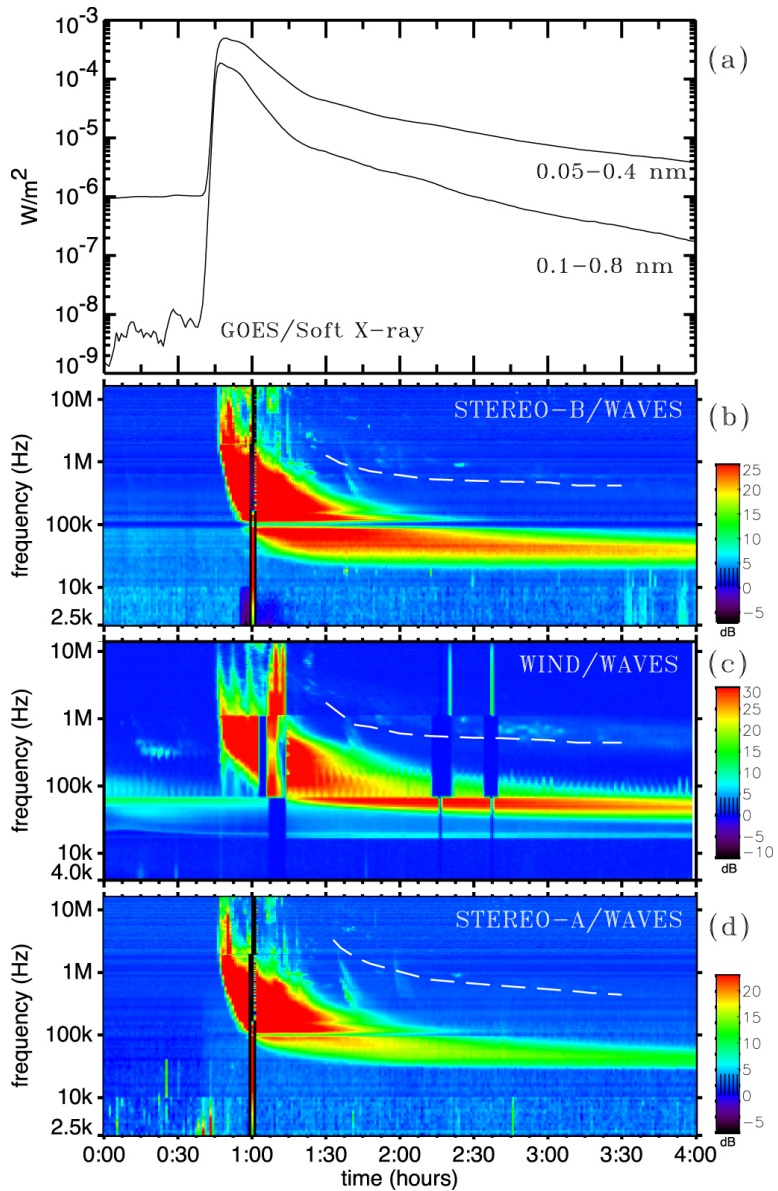 10⁻³
(a)
10⁻⁴
10⁻⁵
W/m²
0.05−0.4 nm
10⁻⁶
10⁻⁷
0.1−0.8 nm
10⁻⁸
GOES/Soft X-ray
10⁻⁹
10M
STEREO-B/WAVES
(b)
1M
frequency (Hz)
100k
10k
2.5k
25
20
15
10
5
0
−5
dB
10M
WIND/WAVES
(c)
1M
frequency (Hz)
100k
10k
4.0k
30
25
20
15
10
5
0
−5
−10
dB
10M
STEREO-A/WAVES
(d)
1M
frequency (Hz)
100k
10k
2.5k
20
15
10
5
0
−5
dB
0:00 0:30 1:00 1:30 2:00 2:30 3:00 3:30 4:00
time (hours)